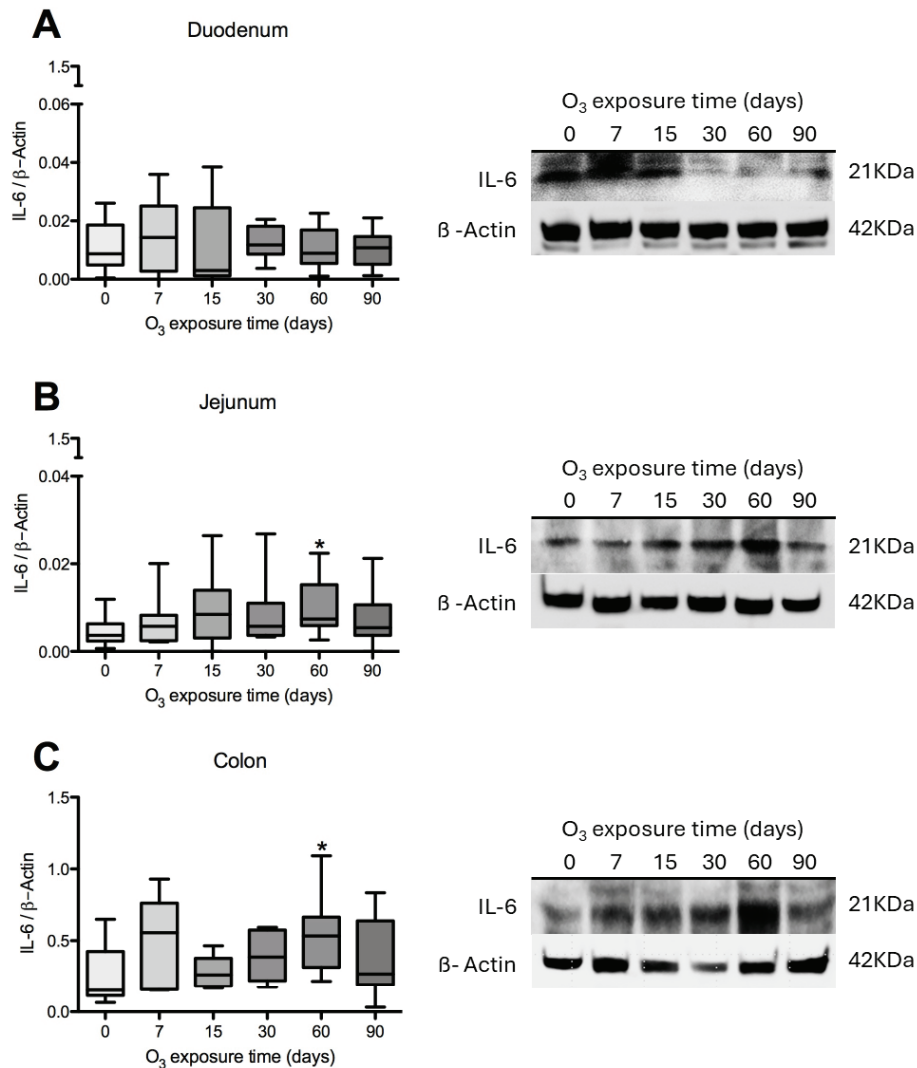 A
Duodenum
1.5
0.06
0.04
0.02
0.00
IL-6 / β−Actin
0 7 15 30 60 90
O3 exposure time (days)
O3 exposure time (days)
0 7 15 30 60 90
IL-6 21KDa
ß -Actin 42KDa
B
Jejunum
1.5
0.04
0.02
0.00
IL-6 / β−Actin
*
0 7 15 30 60 90
O3 exposure time (days)
O3 exposure time (days)
0 7 15 30 60 90
IL-6 21KDa
ß -Actin 42KDa
C
Colon
1.5
1.0
0.5
0.0
IL-6 / β−Actin
*
0 7 15 30 60 90
O3 exposure time (days)
O3 exposure time (days)
0 7 15 30 60 90
IL-6 21KDa
ß- Actin 42KDa